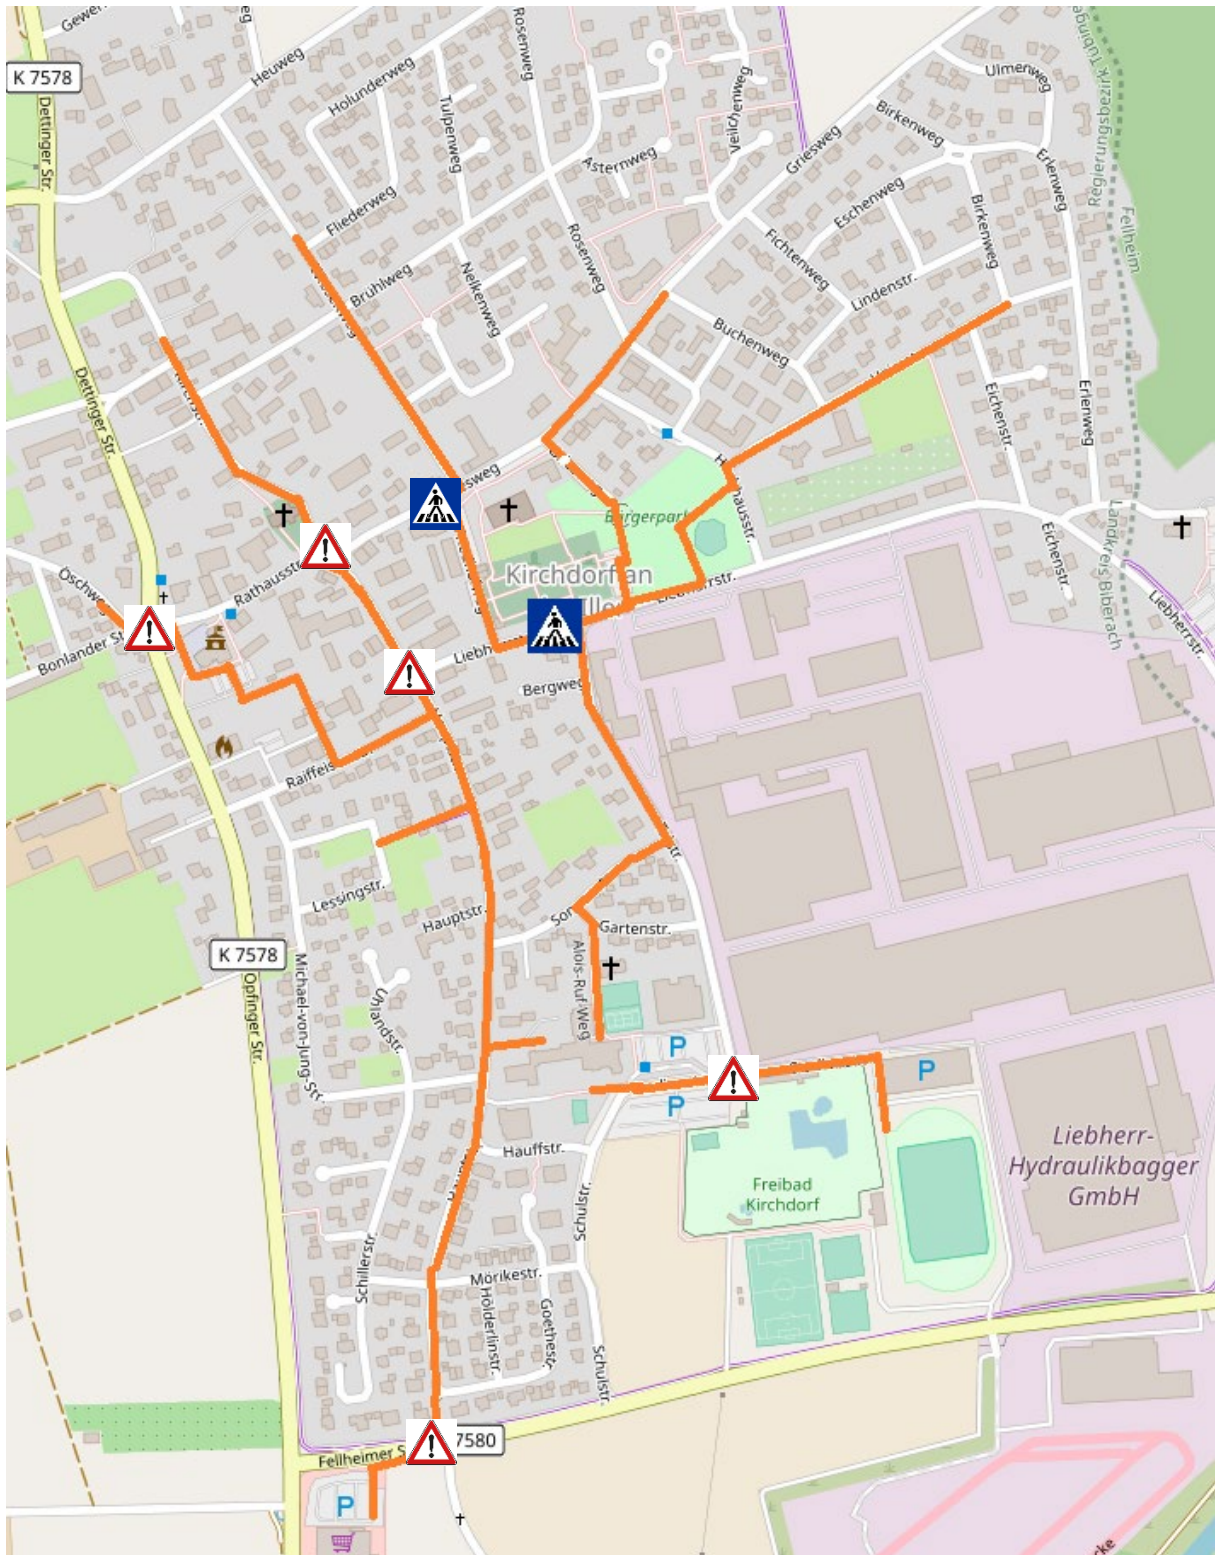 Heuweg
Rosenweg
K 7578
Holunderweg
Ulmenweg
Regierungsbezirk Tübingen
Dettinger Str.
Tulpenweg
Veilchenweg
Birkenweg
Griesweg
Asternweg
Erlenweg
Fliederweg
Eschenweg
Birkenweg
Fellheim
Rosenweg
Fichtenweg
Brühlweg
Nelkenweg
Lindenstr.
Buchenweg
Dettinger Str.
Eichenstr.
Erlenweg
Bürgerpark
Landkreis Biberach
Eichenstr.
Rathausstr.
Kirchdorf an
Liebherrstr.
Bonlander Str.
Bergweg
Lessingstr.
Hauptstr.
Gartenstr.
K 7578
Alois-Ruf-Weg
Michael-von-Jung-Str.
Opfinger Str.
Uhlandstr.
P
P
P
Liebherr-
Hydraulikbagger
GmbH
Hauffstr.
Freibad
Kirchdorf
Schulstr.
Schillerstr.
Mörikestr.
Hölderlinstr.
Goethestr.
Schulstr.
Fellheimer S
7580
P